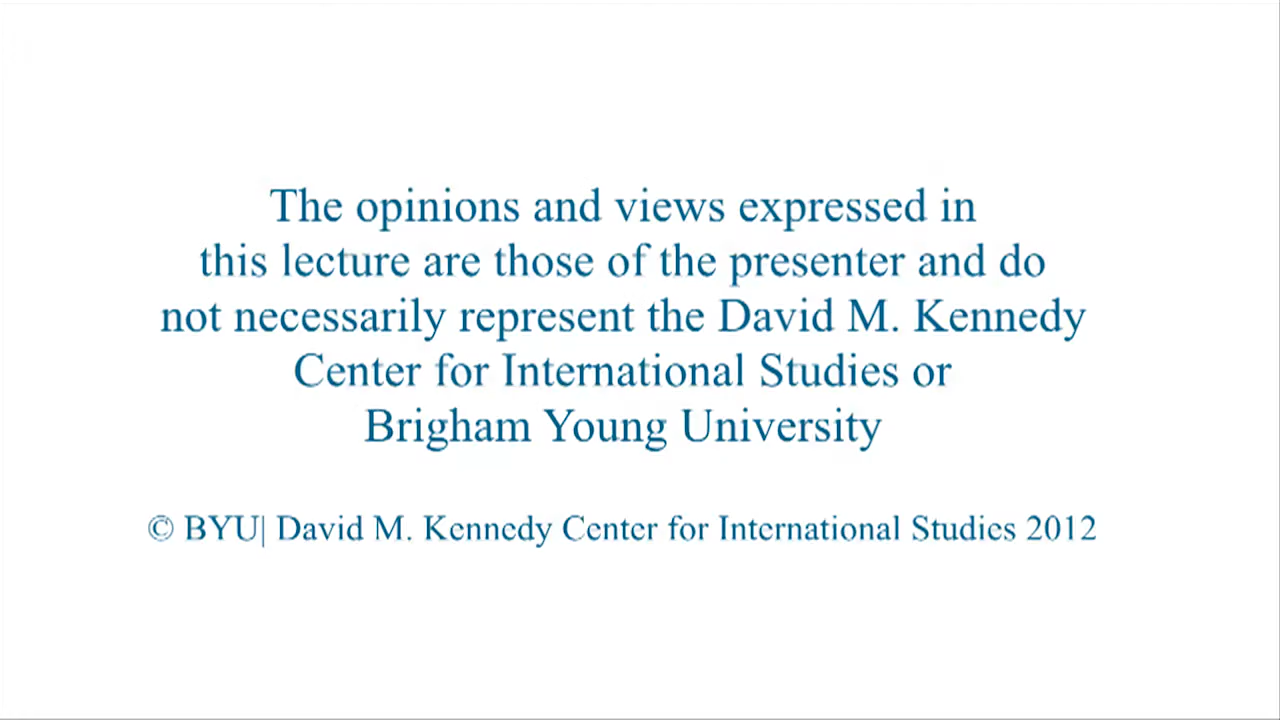 The opinions and views expressed in
this lecture are those of the presenter and do
not necessarily represent the David M. Kennedy
Center for International Studies or
Brigham Young University
© BYU| David M. Kennedy Center for International Studies 2012